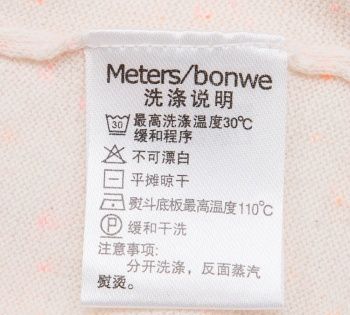 Meters/bonwe
洗涤说明
30 最高洗涤温度30℃
缓和程序
不可漂白
平摊晾干
熨斗底板最高温度110℃
P 缓和干洗
注意事项:
分开洗涤，反面蒸汽
熨烫。